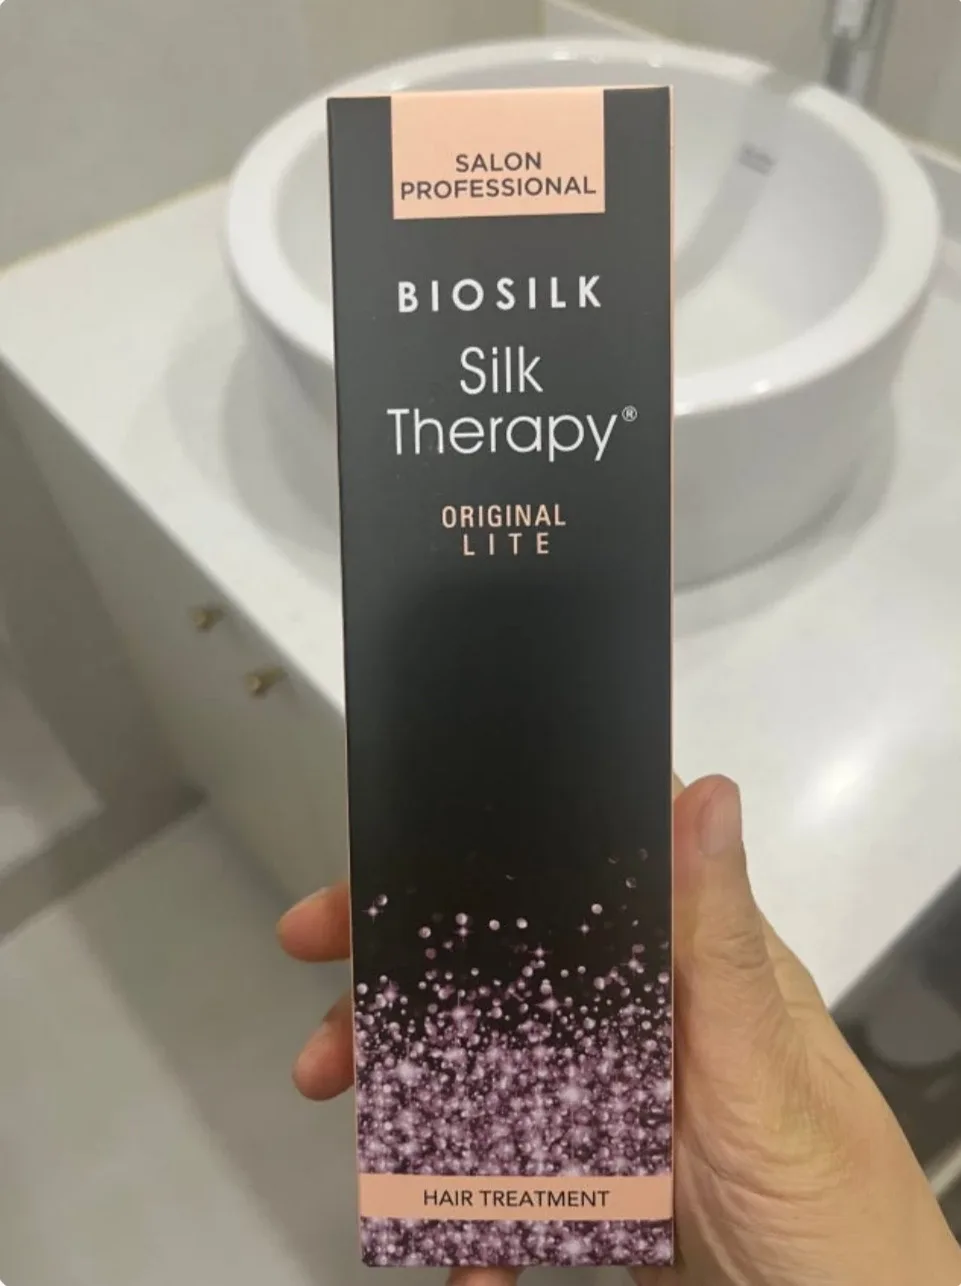 SALON
PROFESSIONAL
BIOSILK
Silk
Therapy®
ORIGINAL
LITE
HAIR TREATMENT